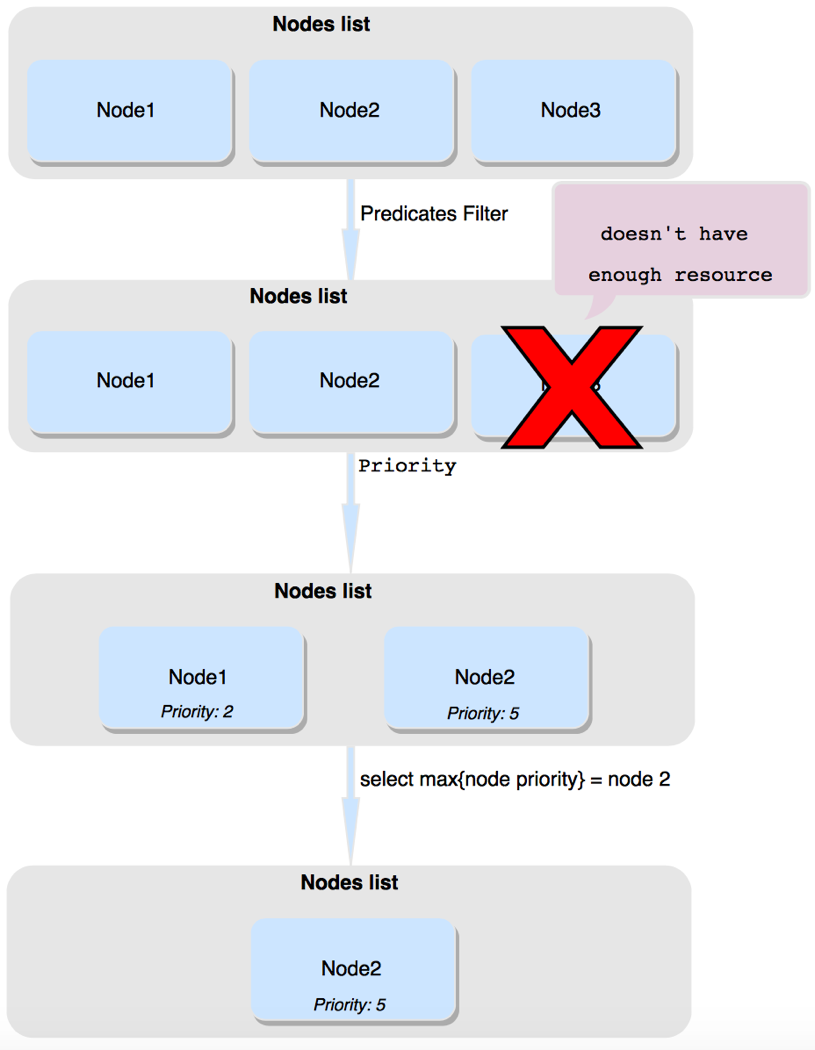 Nodes list
Node1
Node2
Node3
Predicates Filter
doesn't have
enough resource
Nodes list
Node1
Node2
Priority
Nodes list
Node1
Priority: 2
Node2
Priority: 5
select max{node priority} = node 2
Nodes list
Node2
Priority: 5